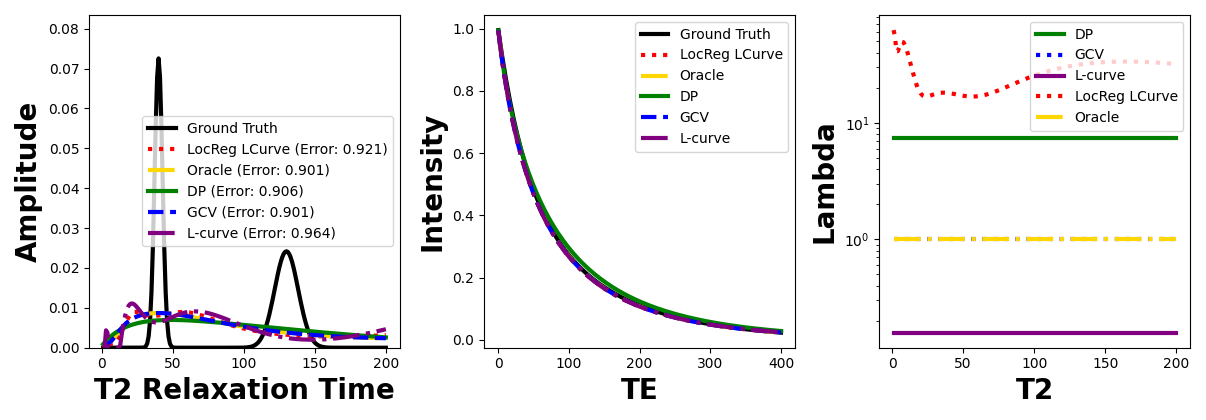 0.08
0.07
0.06
0.05
0.04
0.03
0.02
0.01
0.00
Amplitude
0
50
100
150
200
T2 Relaxation Time
Ground Truth
LocReg LCurve (Error: 0.921)
Oracle (Error: 0.901)
DP (Error: 0.906)
GCV (Error: 0.901)
L-curve (Error: 0.964)
1.0
0.8
0.6
0.4
0.2
0.0
Intensity
0
100
200
300
400
TE
Ground Truth
LocReg LCurve
Oracle
DP
GCV
L-curve
10¹
10⁰
Lambda
0
50
100
150
200
T2
DP
GCV
L-curve
LocReg LCurve
Oracle